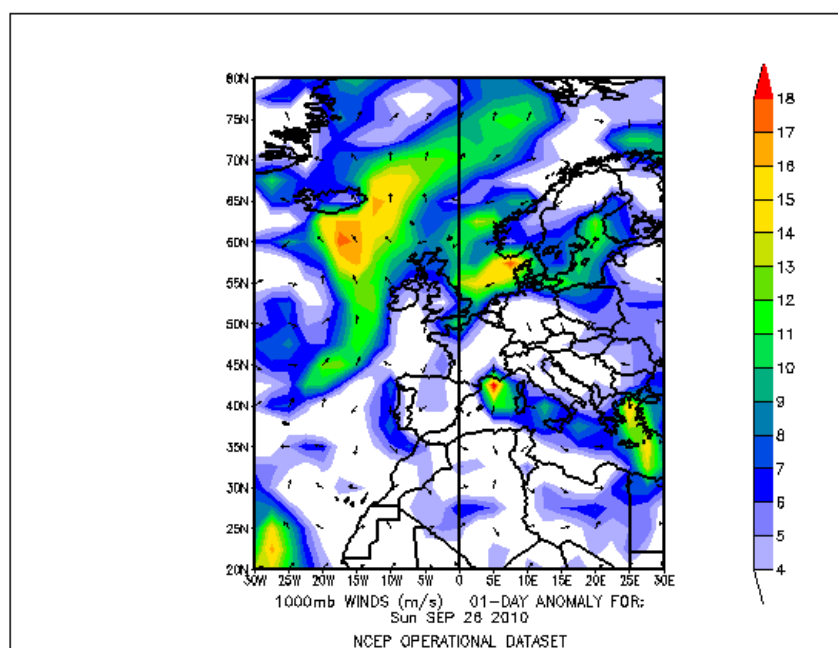 80N
75N
70N
65N
60N
55N
50N
45N
40N
35N
30N
25N
20N
30W 25W 20W 15W 10W 5W 0 5E 10E 15E 20E 25E 30E
18
17
16
15
14
13
12
11
10
9
8
7
6
5
4
1000mb WINDS (m/s) 01-DAY ANOMALY FOR:
Sun SEP 26 2010
NCEP OPERATIONAL DATASET